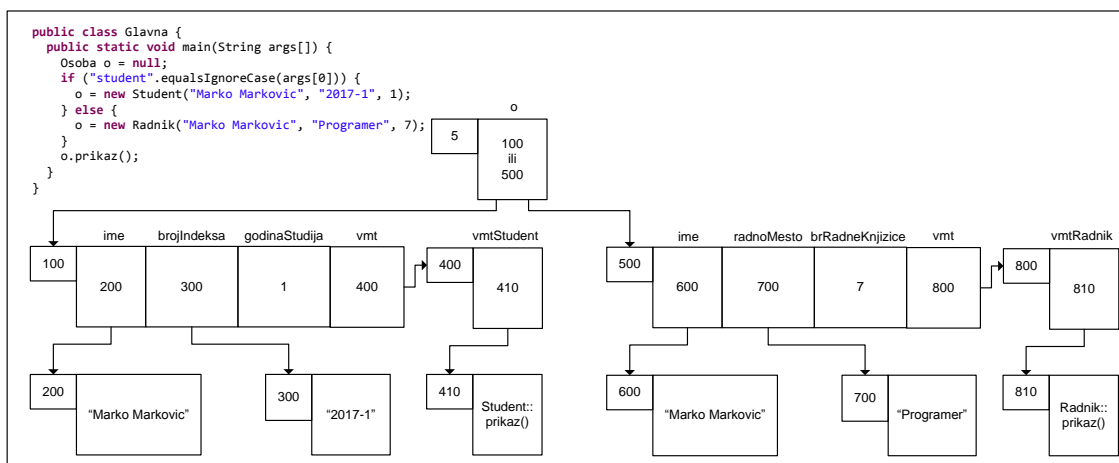 public class Glavna {
public static void main(String args[]) {
Osoba o = null;
if ("student".equalsIgnoreCase(args[0])) {
o = new Student("Marko Markovic", "2017-1", 1);
} else {
o = new Radnik("Marko Markovic", "Programer", 7);
}
o.prikaz();
}
}
o
5
100
ili
500
ime brojIndeksa godinaStudija vmt vmtStudent
100
200 300 1 400
400
410
200
“Marko Markovic”
300
“2017-1”
410
Student::
prikaz()
ime radnoMesto brRadneKnjizice vmt vmtRadnik
500
600 700 7 800
800
810
600
“Marko Markovic”
700
“Programer”
810
Radnik::
prikaz()